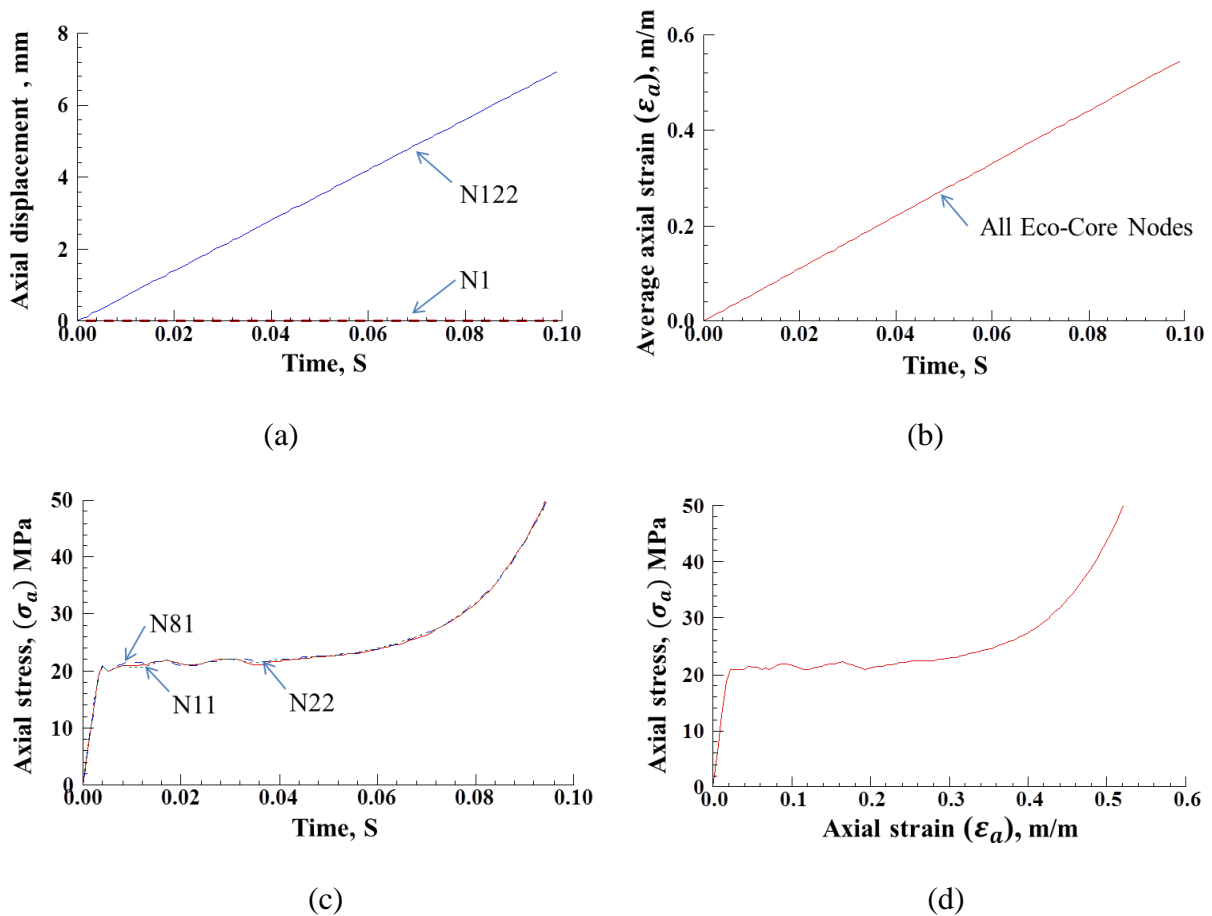 Axial displacement , mm
8
6
4
2
0
0.00 0.02 0.04 0.06 0.08 0.10
Time, S
N122
N1
(a)
Average axial strain (ε_a), m/m
0.6
0.4
0.2
0.0
0.00 0.02 0.04 0.06 0.08 0.10
Time, S
All Eco-Core Nodes
(b)
Axial stress, (σ_a) MPa
50
40
30
20
10
0
0.00 0.02 0.04 0.06 0.08 0.10
Time, S
N81
N11
N22
(c)
Axial stress, (σ_a) MPa
50
40
30
20
10
0
0.0 0.1 0.2 0.3 0.4 0.5 0.6
Axial strain (ε_a), m/m
(d)